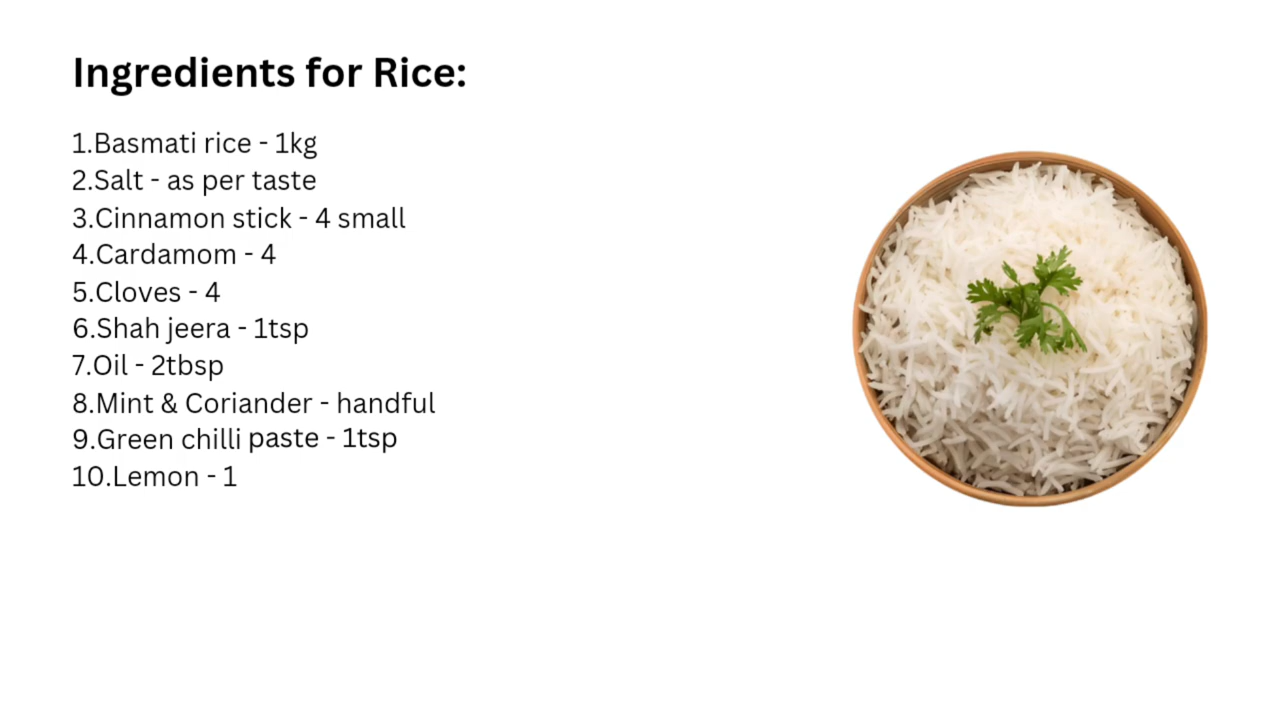 Ingredients for Rice:
1.Basmati rice - 1kg
2.Salt - as per taste
3.Cinnamon stick - 4 small
4.Cardamom - 4
5.Cloves - 4
6.Shah jeera - 1tsp
7.Oil - 2tbsp
8.Mint & Coriander - handful
9.Green chilli paste - 1tsp
10.Lemon - 1